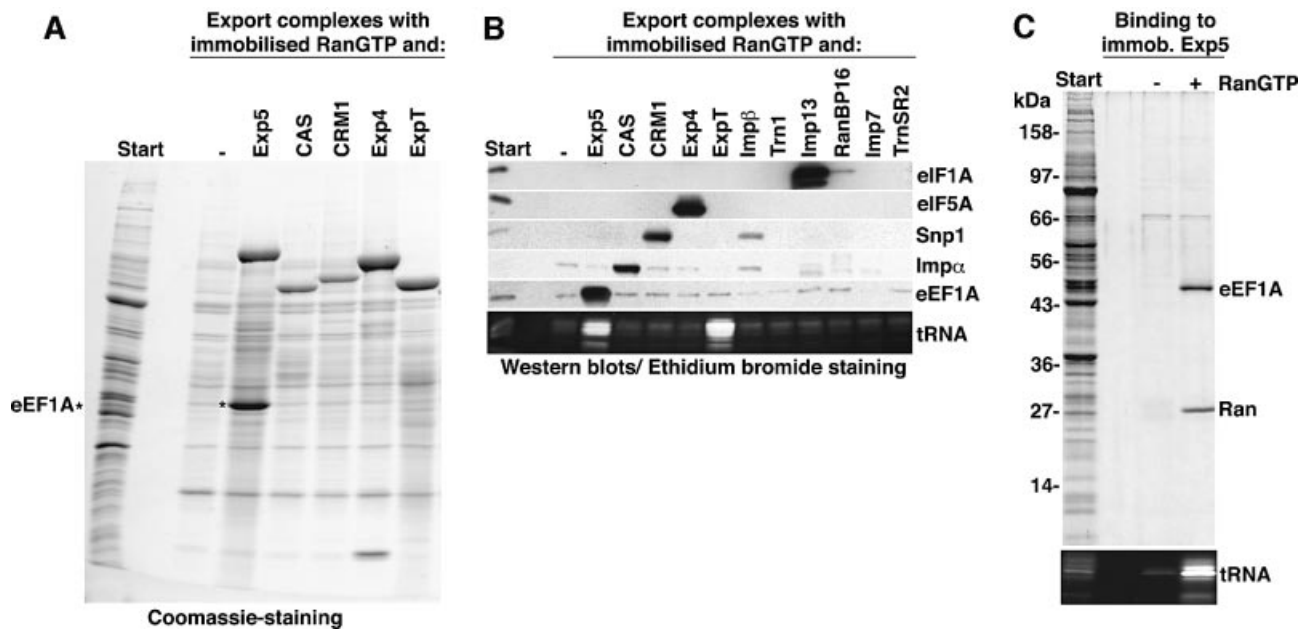 A
Export complexes with
immobilised RanGTP and:
Start
-
Exp5
CAS
CRM1
Exp4
ExpT
eEF1A*
*
Coomassie-staining
B
Export complexes with
immobilised RanGTP and:
Start
-
Exp5
CAS
CRM1
Exp4
ExpT
Impβ
Trn1
Imp13
RanBP16
Imp7
TrnSR2
eIF1A
eIF5A
Snp1
Impα
eEF1A
tRNA
Western blots/ Ethidium bromide staining
C
Binding to
immob. Exp5
Start - + RanGTP
kDa
158-
97-
66-
56-
43-
36-
27-
14-
eEF1A
Ran
tRNA